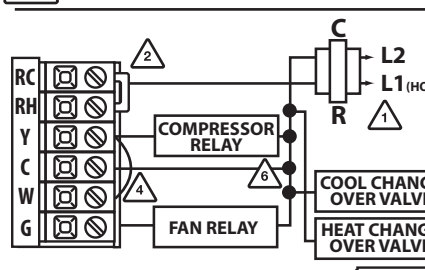 C
L2
L1 (HO
R
1
2
RC
RH
Y
C
W
G
COMPRESSOR
RELAY
4
6
FAN RELAY
COOL CHANG
OVER VALV
HEAT CHANG
OVER VALV